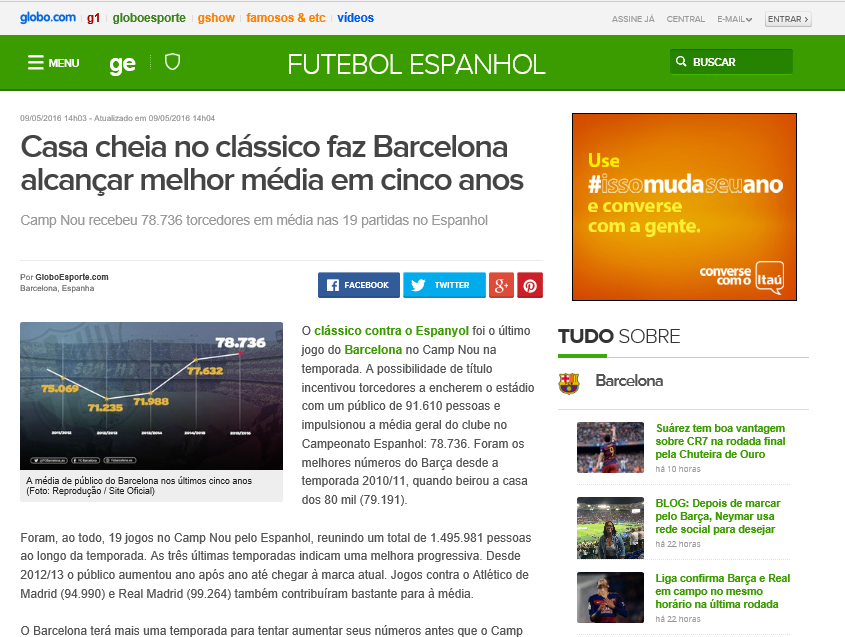 globo.com g1 globoesporte gshow famosos & etc vídeos
ASSINE JÁ CENTRAL E-MAIL ENTRAR
MENU ge FUTEBOL ESPANHOL BUSCAR
09/05/2016 14h03 - Atualizado em 09/05/2016 14h04
Casa cheia no clássico faz Barcelona
alcançar melhor média em cinco anos
Camp Nou recebeu 78.736 torcedores em média nas 19 partidas no Espanhol
Por GloboEsporte.com
Barcelona, Espanha
FACEBOOK TWITTER g+
78.736
77.632
75.069
71.235
71.988
2011/2012 2012/2013 2013/2014 2014/2015 2015/2016
A média de público do Barcelona nos últimos cinco anos
(Foto: Reprodução / Site Oficial)
O clássico contra o Espanyol foi o último
jogo do Barcelona no Camp Nou na
temporada. A possibilidade de título
incentivou torcedores a encherem o estádio
com um público de 91.610 pessoas e
impulsionou a média geral do clube no
Campeonato Espanhol: 78.736. Foram os
melhores números do Barça desde a
temporada 2010/11, quando beirou a casa
dos 80 mil (79.191).
Foram, ao todo, 19 jogos no Camp Nou pelo Espanhol, reunindo um total de 1.495.981 pessoas
ao longo da temporada. As três últimas temporadas indicam uma melhora progressiva. Desde
2012/13 o público aumentou ano após ano até chegar à marca atual. Jogos contra o Atlético de
Madrid (94.990) e Real Madrid (99.264) também contribuíram bastante para à média.
O Barcelona terá mais uma temporada para tentar aumentar seus números antes que o Camp
Use
#issomudaseuano
e converse
com a gente.
converse
com o Itaú
TUDO SOBRE
Barcelona
Suárez tem boa vantagem
sobre CR7 na rodada final
pela Chuteira de Ouro
há 10 horas
BLOG: Depois de marcar
pelo Barça, Neymar usa
rede social para desejar
há 22 horas
Liga confirma Barça e Real
em campo no mesmo
horário na última rodada
há 22 horas